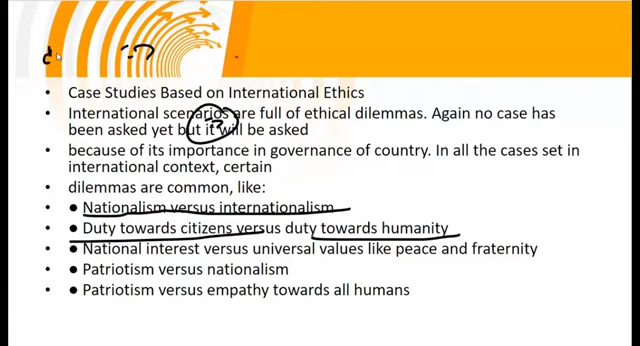 • Case Studies Based on International Ethics
• International scenarios are full of ethical dilemmas. Again no case has
been asked yet but it will be asked
• because of its importance in governance of country. In all the cases set in
international context, certain
• dilemmas are common, like:
• ● Nationalism versus internationalism
• ● Duty towards citizens versus duty towards humanity
• ● National interest versus universal values like peace and fraternity
• ● Patriotism versus nationalism
• ● Patriotism versus empathy towards all humans